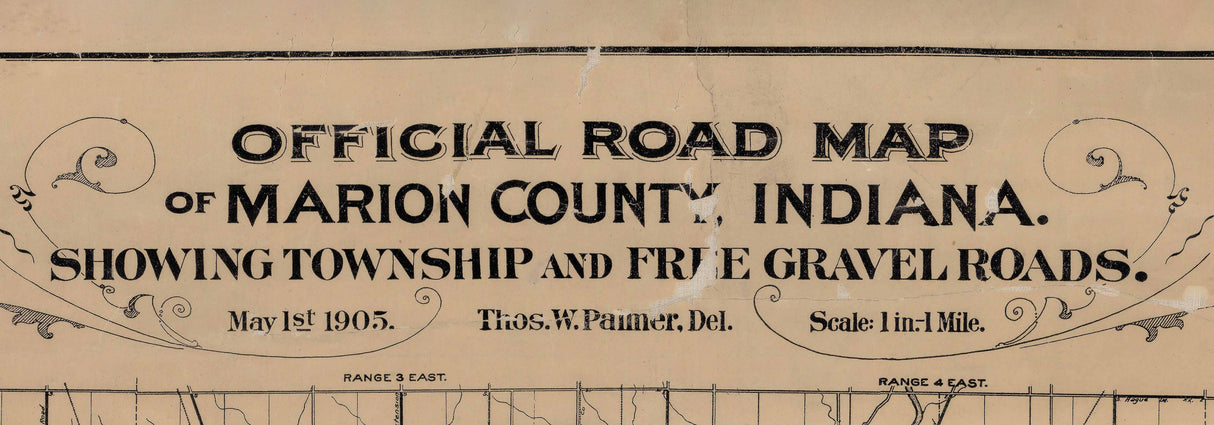 OFFICIAL ROAD MAP
OF MARION COUNTY, INDIANA.
SHOWING TOWNSHIP AND FREE GRAVEL ROADS.
May 1st 1905. Thos. W. Palmer, Del. Scale: 1 in.-1 Mile.
RANGE 3 EAST. RANGE 4 EAST.
Road